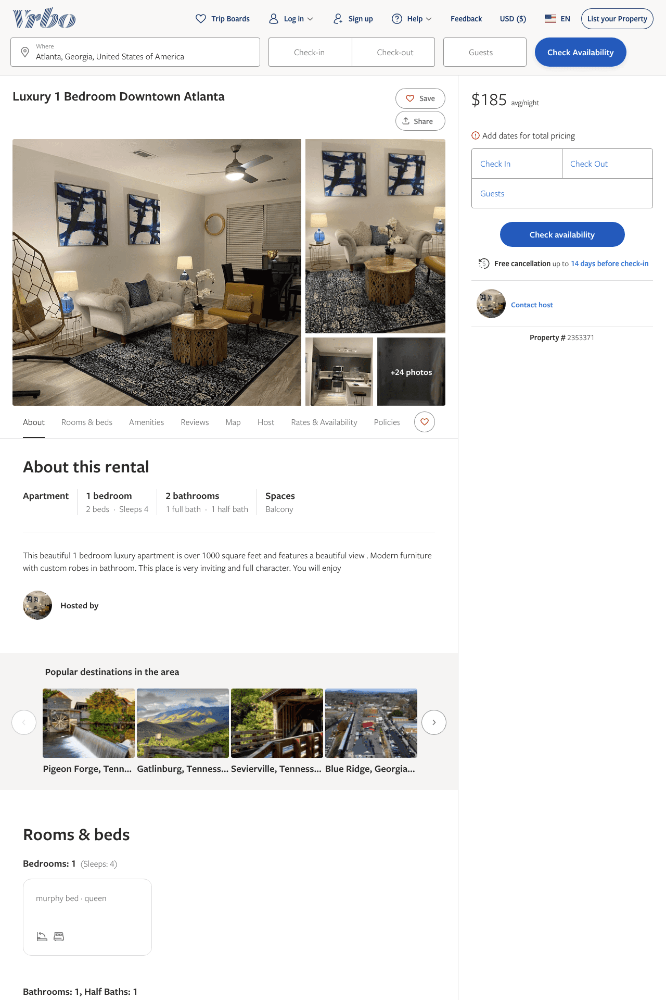 Vrbo
Trip Boards
Log in
Sign up
Help
Feedback
USD ($)
EN
List your Property
Where
Atlanta, Georgia, United States of America
Check-in
Check-out
Guests
Check Availability
Luxury 1 Bedroom Downtown Atlanta
Save
Share
+24 photos
$185 avg/night
Add dates for total pricing
Check In
Check Out
Guests
Check availability
Free cancellation up to 14 days before check-in
Contact host
Property # 2353371
About
Rooms & beds
Amenities
Reviews
Map
Host
Rates & Availability
Policies
About this rental
Apartment
1 bedroom
2 beds · Sleeps 4
2 bathrooms
1 full bath · 1 half bath
Spaces
Balcony
This beautiful 1 bedroom luxury apartment is over 1000 square feet and features a beautiful view . Modern furniture
with custom robes in bathroom. This place is very inviting and full character. You will enjoy
Hosted by
Popular destinations in the area
Pigeon Forge, Tenn...
Gatlinburg, Tenness...
Sevierville, Tenness...
Blue Ridge, Georgia...
Rooms & beds
Bedrooms: 1 (Sleeps: 4)
murphy bed · queen
Bathrooms: 1, Half Baths: 1